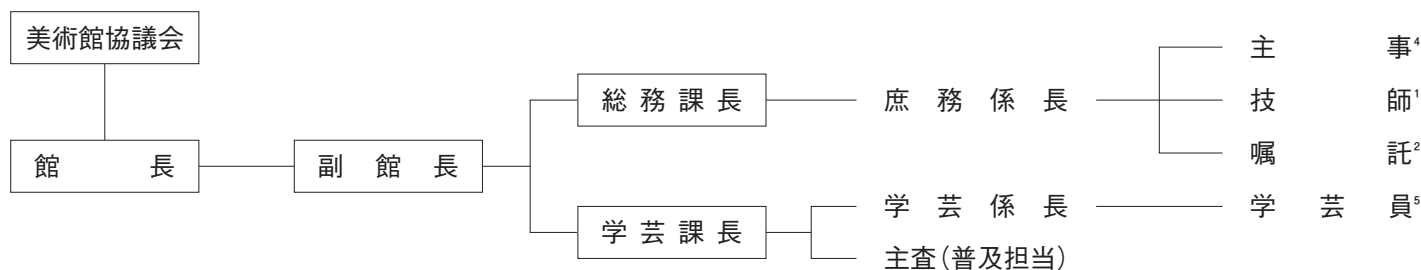 美術館協議会
館長
副館長
総務課長
庶務係長
主事⁴
技師¹
嘱託²
学芸課長
学芸係長
学芸員⁵
主査(普及担当)